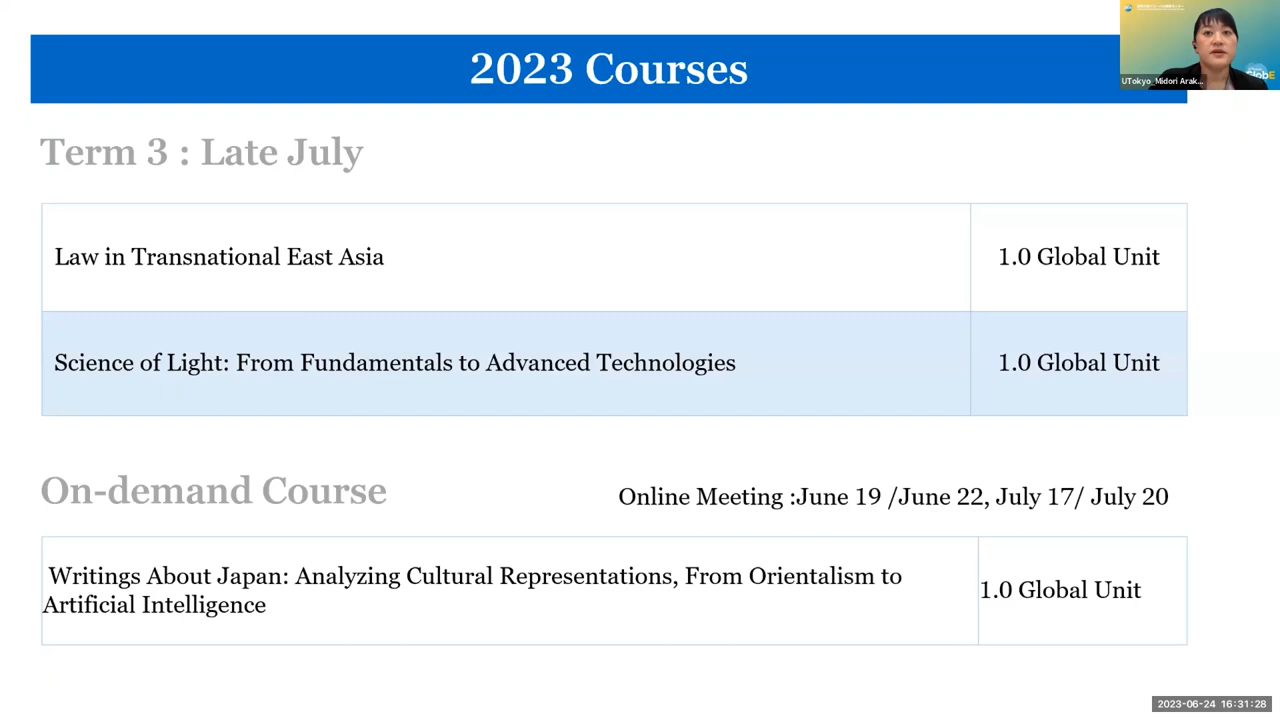 2023 Courses
UTokyo_Midori Arak...
GlobE
Term 3 : Late July
Law in Transnational East Asia
1.0 Global Unit
Science of Light: From Fundamentals to Advanced Technologies
1.0 Global Unit
On-demand Course
Online Meeting :June 19 /June 22, July 17/ July 20
Writings About Japan: Analyzing Cultural Representations, From Orientalism to
Artificial Intelligence
1.0 Global Unit
2023-06-24 16:31:28